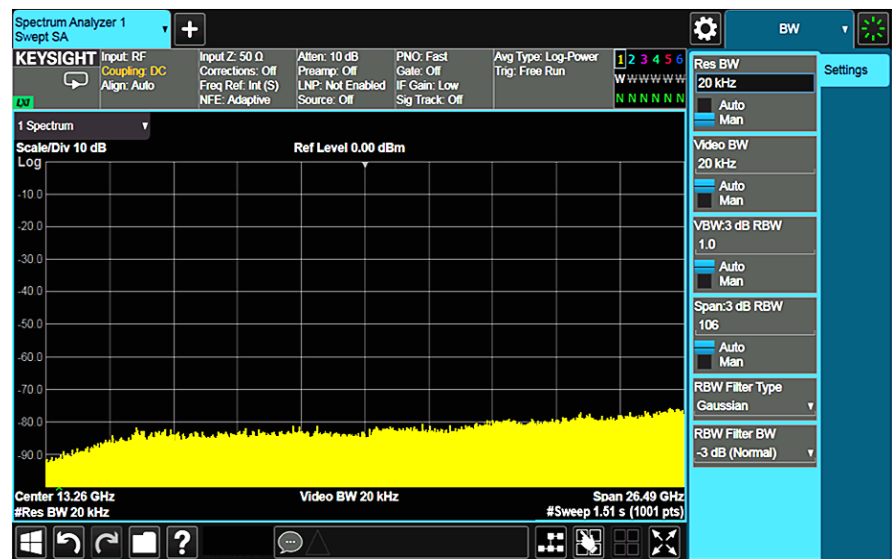 Spectrum Analyzer 1
Swept SA
+
BW
KEYSIGHT
Input: RF
Coupling: DC
Align: Auto
Input Z: 50 Ω
Corrections: Off
Freq Ref: Int (S)
NFE: Adaptive
Atten: 10 dB
Preamp: Off
LNP: Not Enabled
Source: Off
PNO: Fast
Gate: Off
IF Gain: Low
Sig Track: Off
Avg Type: Log-Power
Trig: Free Run
1 2 3 4 5 6
W W W W W W
N N N N N N
LXI
1 Spectrum
Scale/Div 10 dB
Ref Level 0.00 dBm
Log
-10.0
-20.0
-30.0
-40.0
-50.0
-60.0
-70.0
-80.0
-90.0
Center 13.26 GHz
Video BW 20 kHz
Span 26.49 GHz
#Res BW 20 kHz
#Sweep 1.51 s (1001 pts)
?
Res BW
20 kHz
Auto
Man
Video BW
20 kHz
Auto
Man
VBW:3 dB RBW
1.0
Auto
Man
Span:3 dB RBW
106
Auto
Man
RBW Filter Type
Gaussian
RBW Filter BW
-3 dB (Normal)
Settings